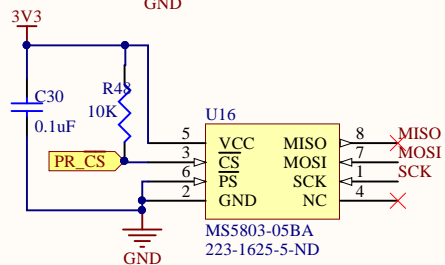 GND
3V3
C30
0.1uF
R48
10K
PR_CS
U16
5 VCC MISO 8 MISO
3 CS MOSI 7 MOSI
6 PS SCK 1 SCK
2 GND NC 4
MS5803-05BA
223-1625-5-ND
GND